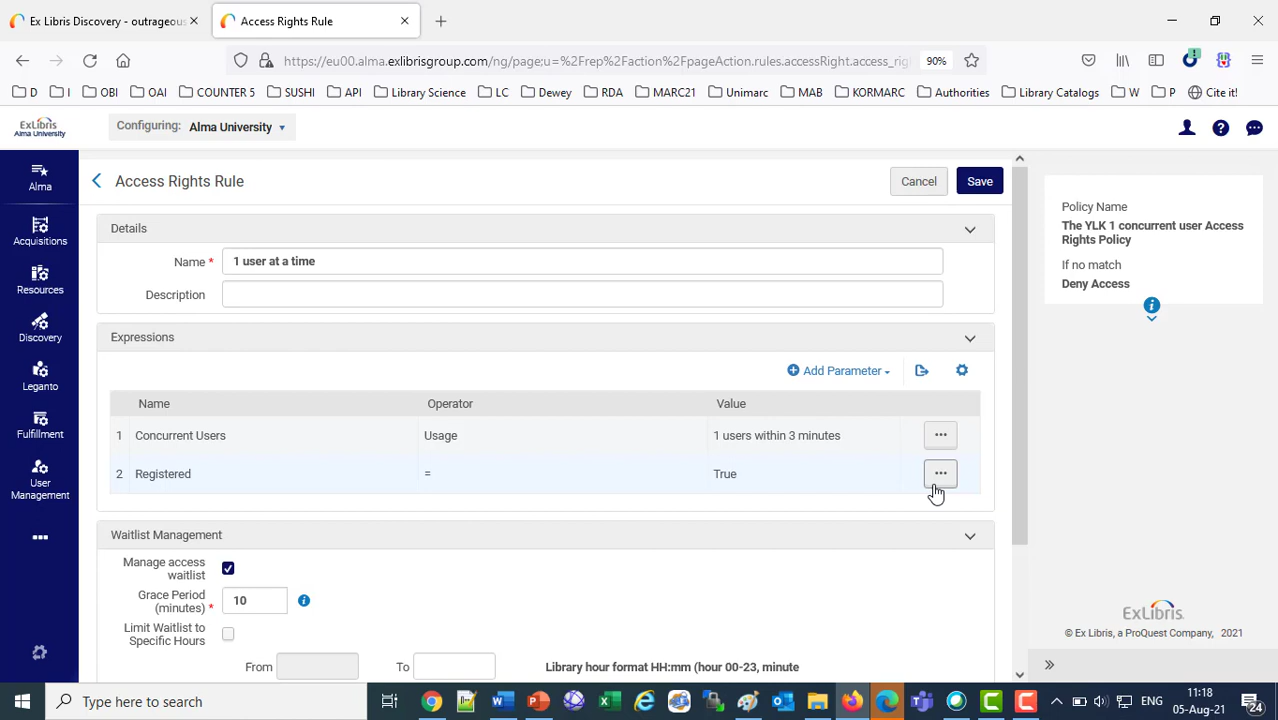 Ex Libris Discovery - outrageous
Access Rights Rule
https://eu00.alma.exlibrisgroup.com/ng/page;u=%2Frep%2Faction%2FpageAction.rules.accessRight.access_rig
90%
D
I
OBI
OAI
COUNTER 5
SUSHI
API
Library Science
LC
Dewey
RDA
MARC21
Unimarc
MAB
KORMARC
Authorities
Library Catalogs
W
P
Cite it!
ExLibris
Alma University
Configuring: Alma University
Alma
Acquisitions
Resources
Discovery
Leganto
Fulfillment
User
Management
Access Rights Rule
Cancel
Save
Details
Name * 1 user at a time
Description
Expressions
Add Parameter
Name Operator Value
1 Concurrent Users Usage 1 users within 3 minutes
2 Registered = True
Waitlist Management
Manage access
waitlist
Grace Period
(minutes) * 10
Limit Waitlist to
Specific Hours
From To Library hour format HH:mm (hour 00-23, minute
Policy Name
The YLK 1 concurrent user Access
Rights Policy
If no match
Deny Access
ExLibris
© Ex Libris, a ProQuest Company, 2021
Type here to search
ENG
11:18
05-Aug-21
24